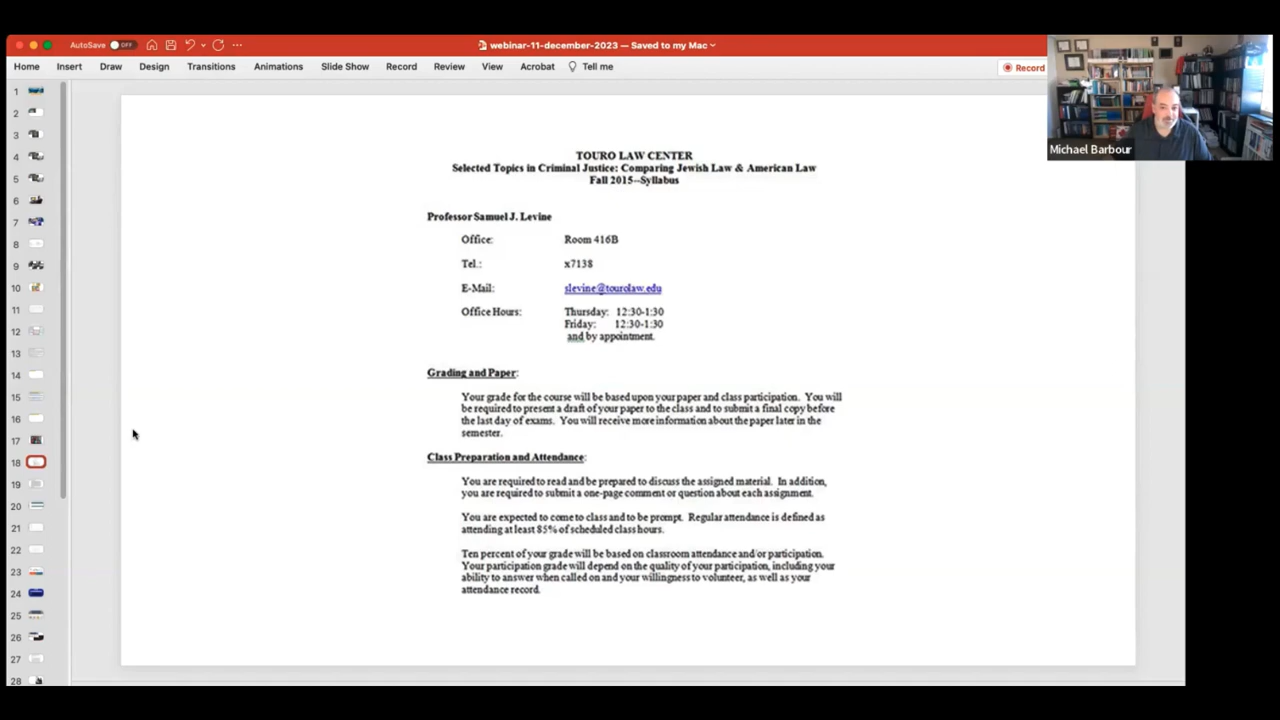 AutoSave OFF
webinar-11-december-2023 — Saved to my Mac
Home Insert Draw Design Transitions Animations Slide Show Record Review View Acrobat Tell me
Record
Michael Barbour
1
2
3
4
5
6
7
8
9
10
11
12
13
14
15
16
17
18
19
20
21
22
23
24
25
26
27
28
TOURO LAW CENTER
Selected Topics in Criminal Justice: Comparing Jewish Law & American Law
Fall 2015--Syllabus
Professor Samuel J. Levine
Office: Room 416B
Tel.: x7138
E-Mail: slevine@tourolaw.edu
Office Hours: Thursday: 12:30-1:30
Friday: 12:30-1:30
and by appointment.
Grading and Paper:
Your grade for the course will be based upon your paper and class participation. You will
be required to present a draft of your paper to the class and to submit a final copy before
the last day of exams. You will receive more information about the paper later in the
semester.
Class Preparation and Attendance:
You are required to read and be prepared to discuss the assigned material. In addition,
you are required to submit a one-page comment or question about each assignment.
You are expected to come to class and to be prompt. Regular attendance is defined as
attending at least 85% of scheduled class hours.
Ten percent of your grade will be based on classroom attendance and/or participation.
Your participation grade will depend on the quality of your participation, including your
ability to answer when called on and your willingness to volunteer, as well as your
attendance record.